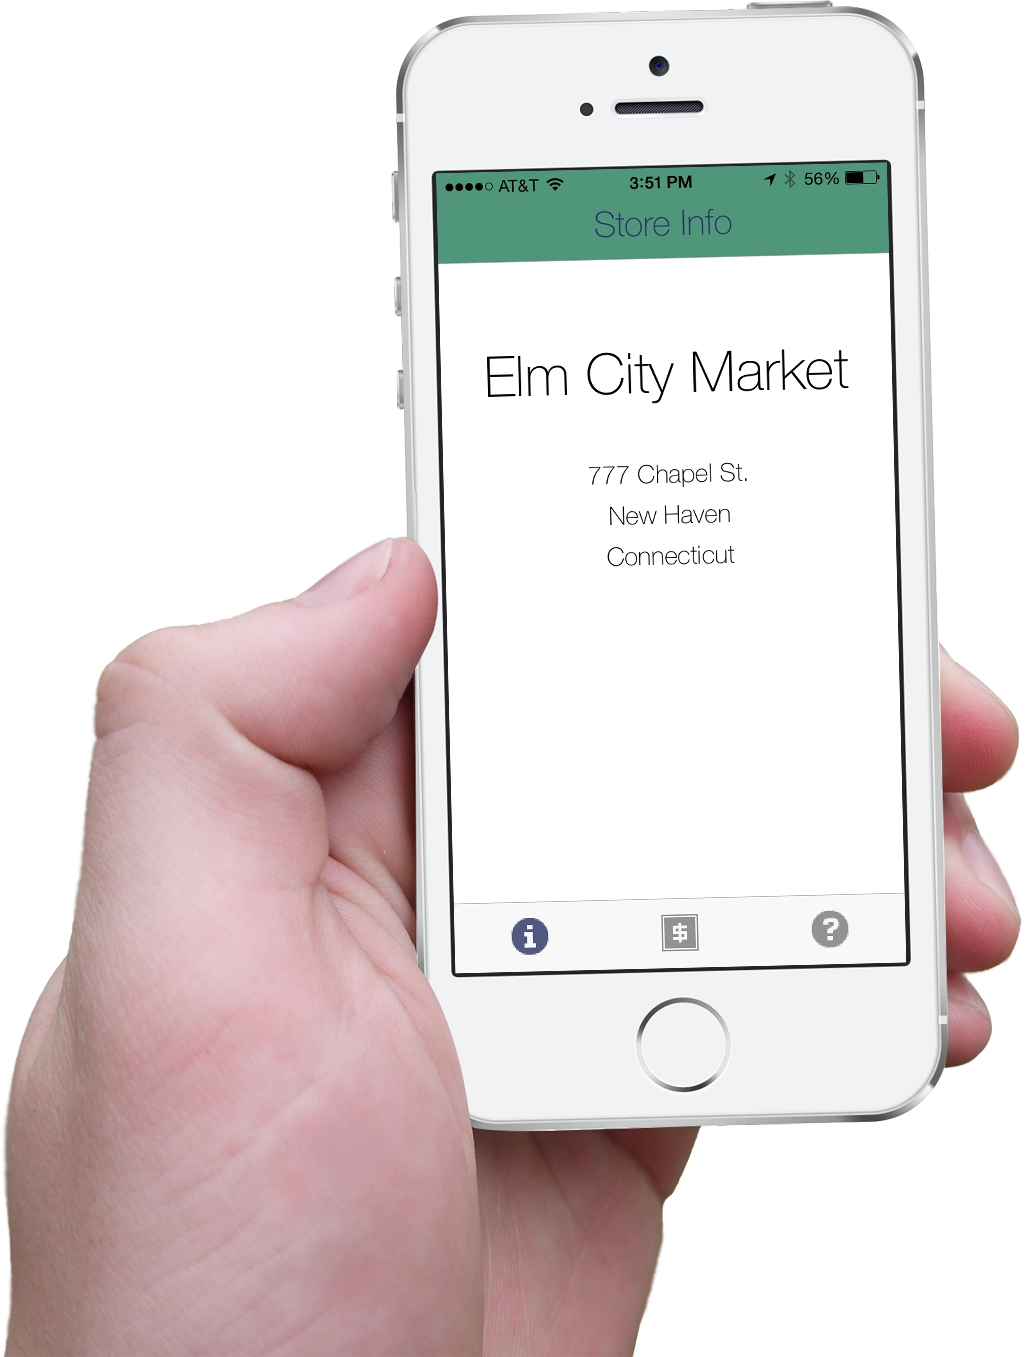 AT&T 3:51 PM 56%
Store Info
Elm City Market
777 Chapel St.
New Haven
Connecticut
i $ ?